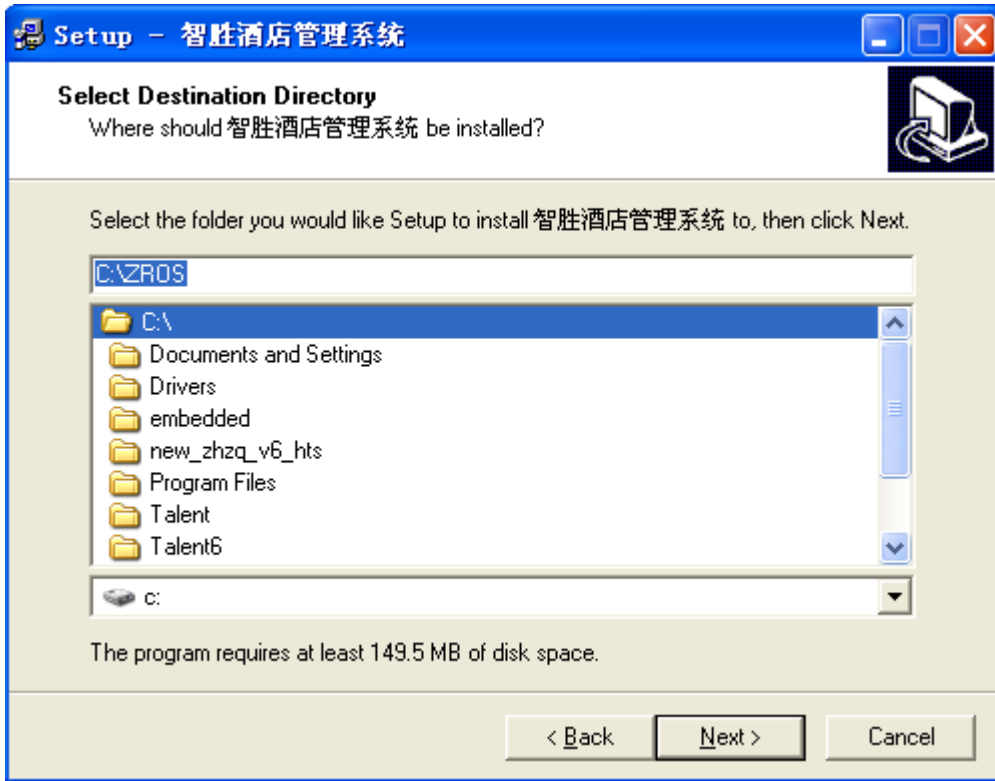 Setup - 智胜酒店管理系统
Select Destination Directory
Where should 智胜酒店管理系统 be installed?
Select the folder you would like Setup to install 智胜酒店管理系统 to, then click Next.
C:\ZROS
C:\
Documents and Settings
Drivers
embedded
new_zhzq_v6_hts
Program Files
Talent
Talent6
c:
The program requires at least 149.5 MB of disk space.
< Back
Next >
Cancel